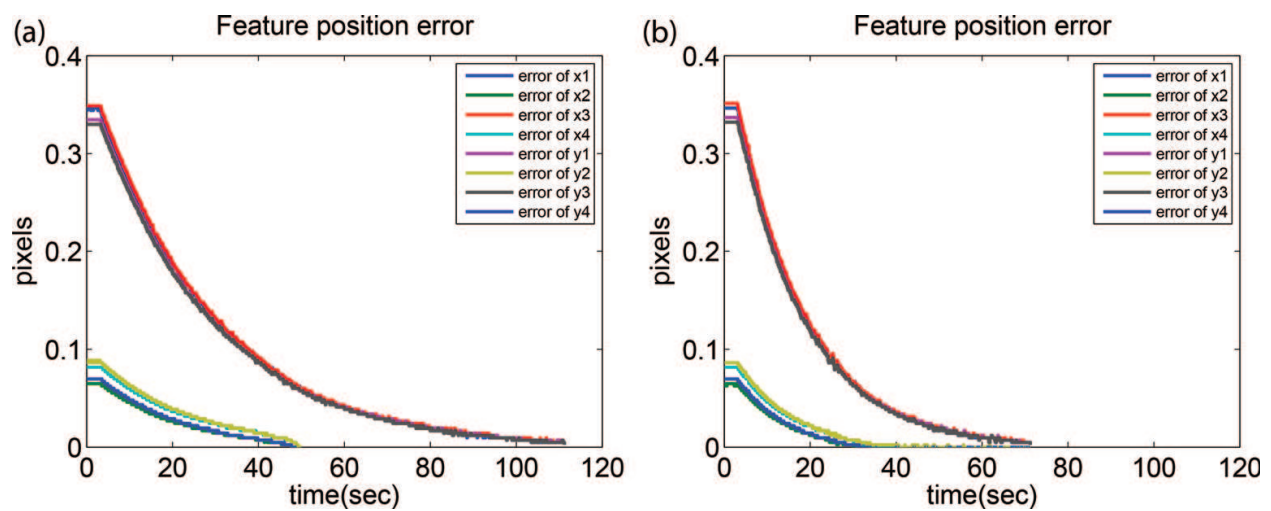 (a)
Feature position error
0.4
0.3
0.2
0.1
0
pixels
error of x1
error of x2
error of x3
error of x4
error of y1
error of y2
error of y3
error of y4
0 20 40 60 80 100 120
time(sec)
(b)
Feature position error
0.4
0.3
0.2
0.1
0
pixels
error of x1
error of x2
error of x3
error of x4
error of y1
error of y2
error of y3
error of y4
0 20 40 60 80 100 120
time(sec)